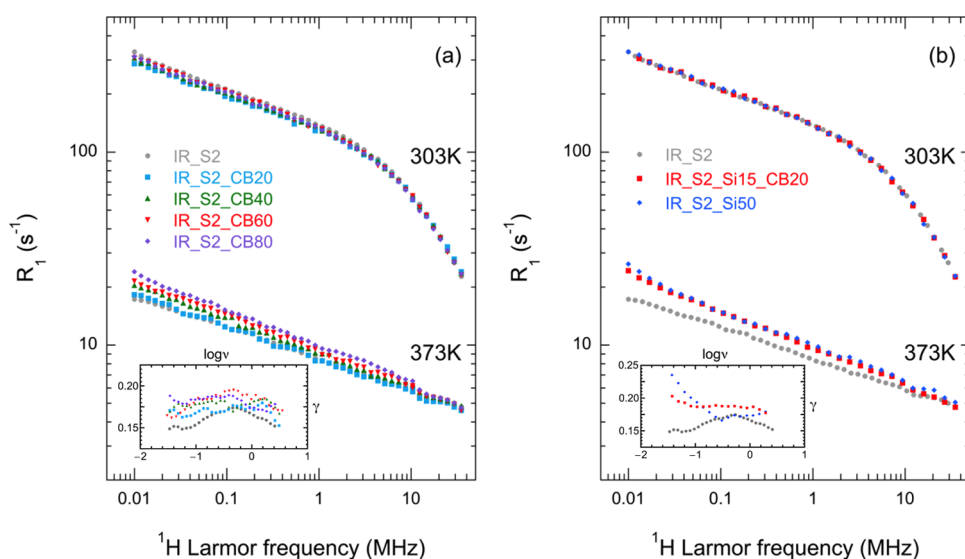 (a)
303K
IR_S2
IR_S2_CB20
IR_S2_CB40
IR_S2_CB60
IR_S2_CB80
373K
100
10
R1 (s-1)
logν
0.20
0.15
γ
−2
−1
0
1
0.01
0.1
1
10
1H Larmor frequency (MHz)
(b)
303K
IR_S2
IR_S2_Si15_CB20
IR_S2_Si50
373K
100
10
R1 (s-1)
logν
0.25
0.20
0.15
γ
−2
−1
0
1
0.01
0.1
1
10
1H Larmor frequency (MHz)